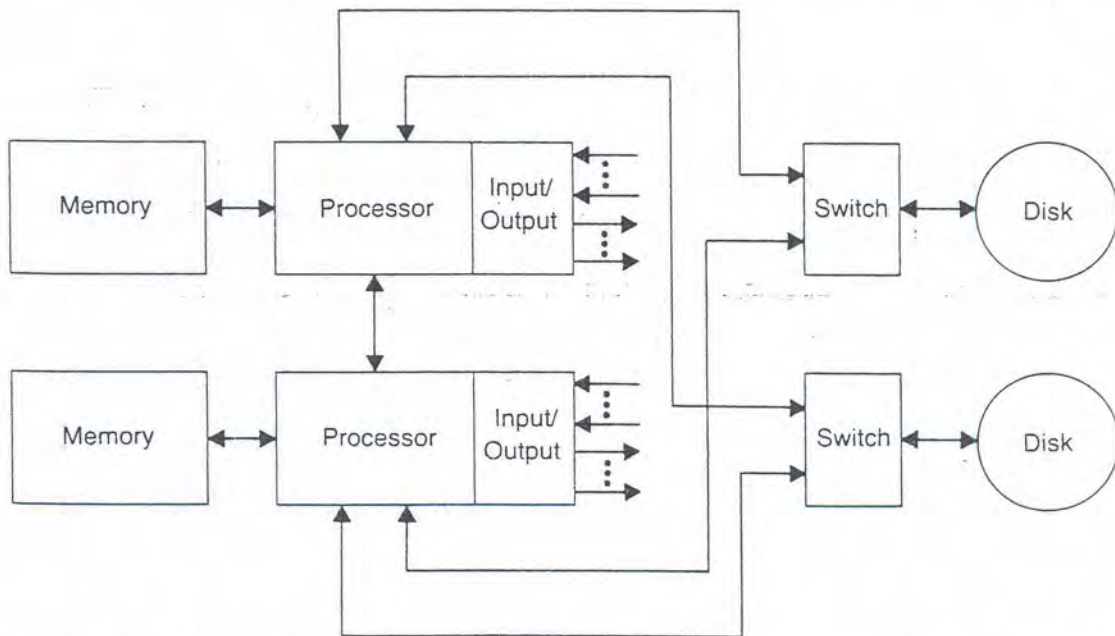 Memory
Processor
Input/
Output
Switch
Disk
Memory
Processor
Input/
Output
Switch
Disk